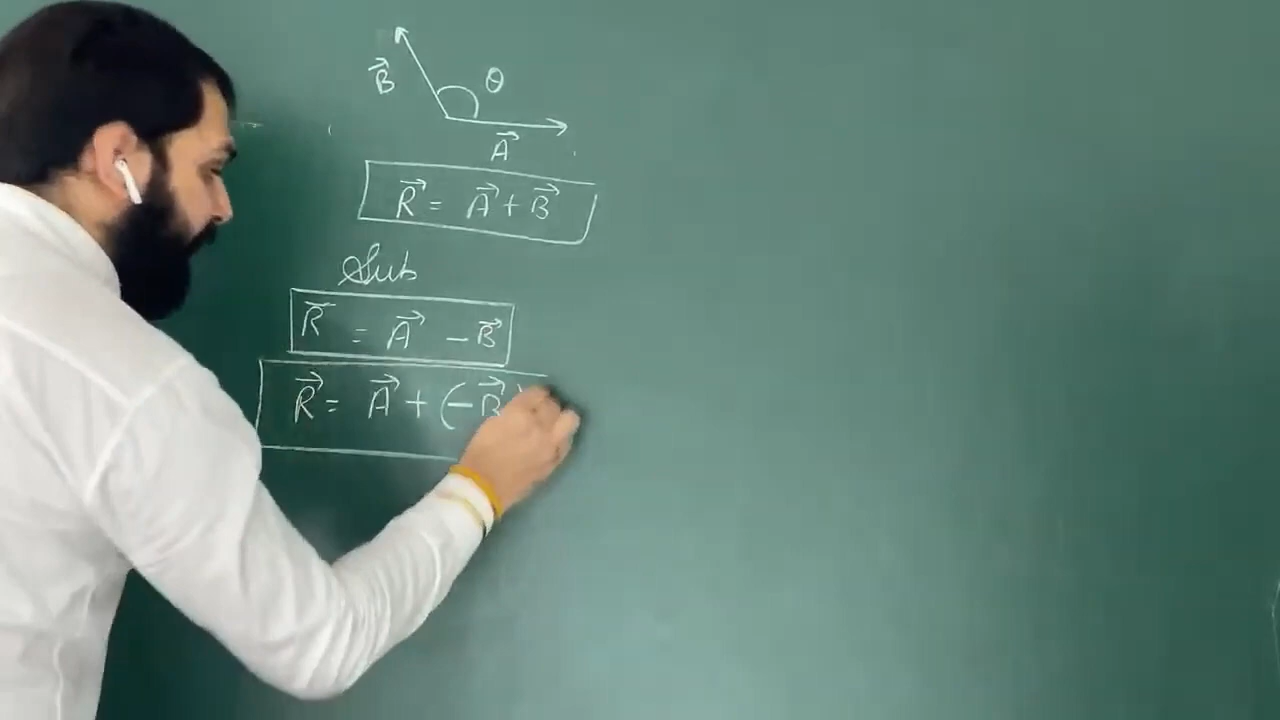 B⃗ θ
A⃗
R⃗ = A⃗ + B⃗
Sub
R⃗ = A⃗ - B⃗
R⃗ = A⃗ + (-B⃗)